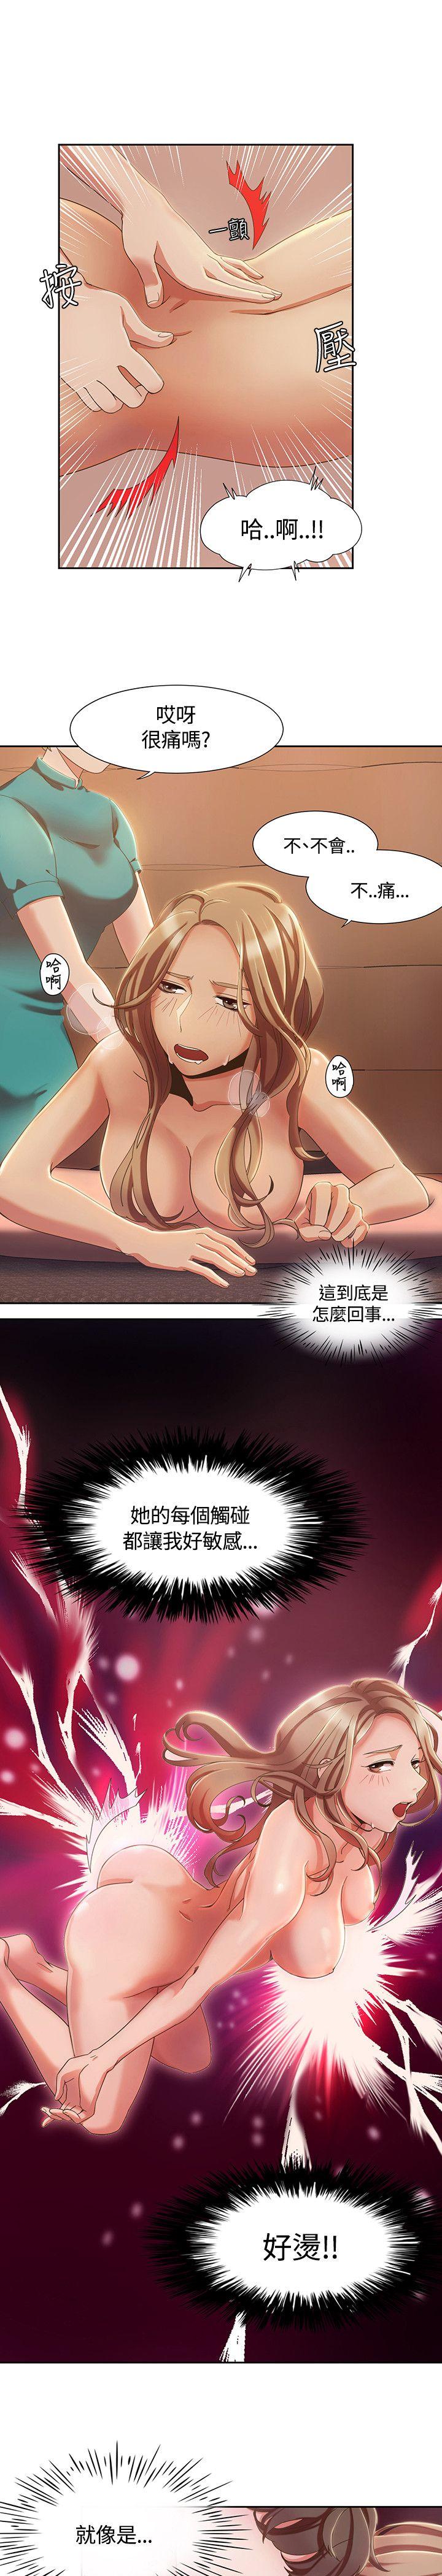 一顫
按
壓
哈..啊..!!
哎呀
很痛嗎?
不、不會..
不..痛...
哈啊
哈啊
這到底是
怎麼回事...
她的每個觸碰
都讓我好敏感...
好燙!!
就像是...